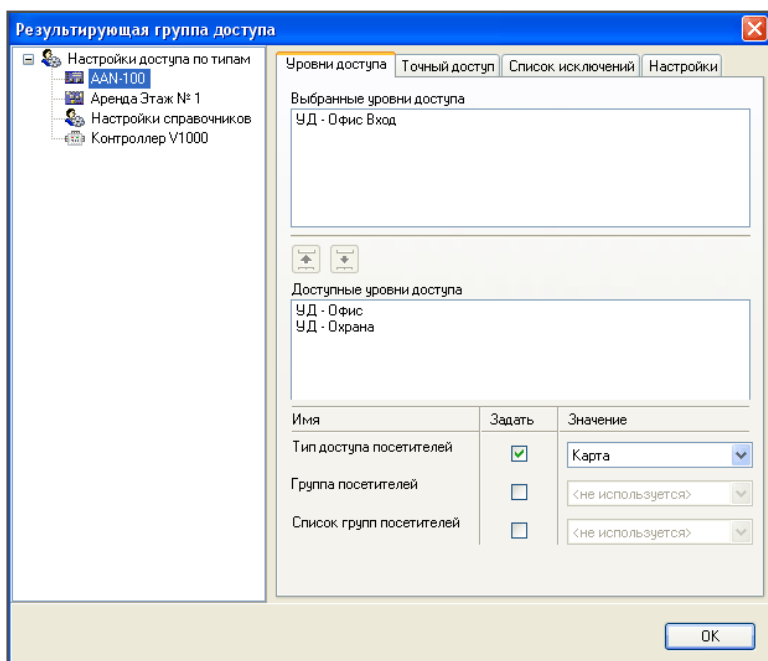 Результирующая группа доступа
Настройки доступа по типам
AAN-100
Аренда Этаж № 1
Настройки справочников
Контроллер V1000
Уровни доступа Точный доступ Список исключений Настройки
Выбранные уровни доступа
УД - Офис Вход
Доступные уровни доступа
УД - Офис
УД - Охрана
Имя Задать Значение
Тип доступа посетителей Карта
Группа посетителей <не используется>
Список групп посетителей <не используется>
OK